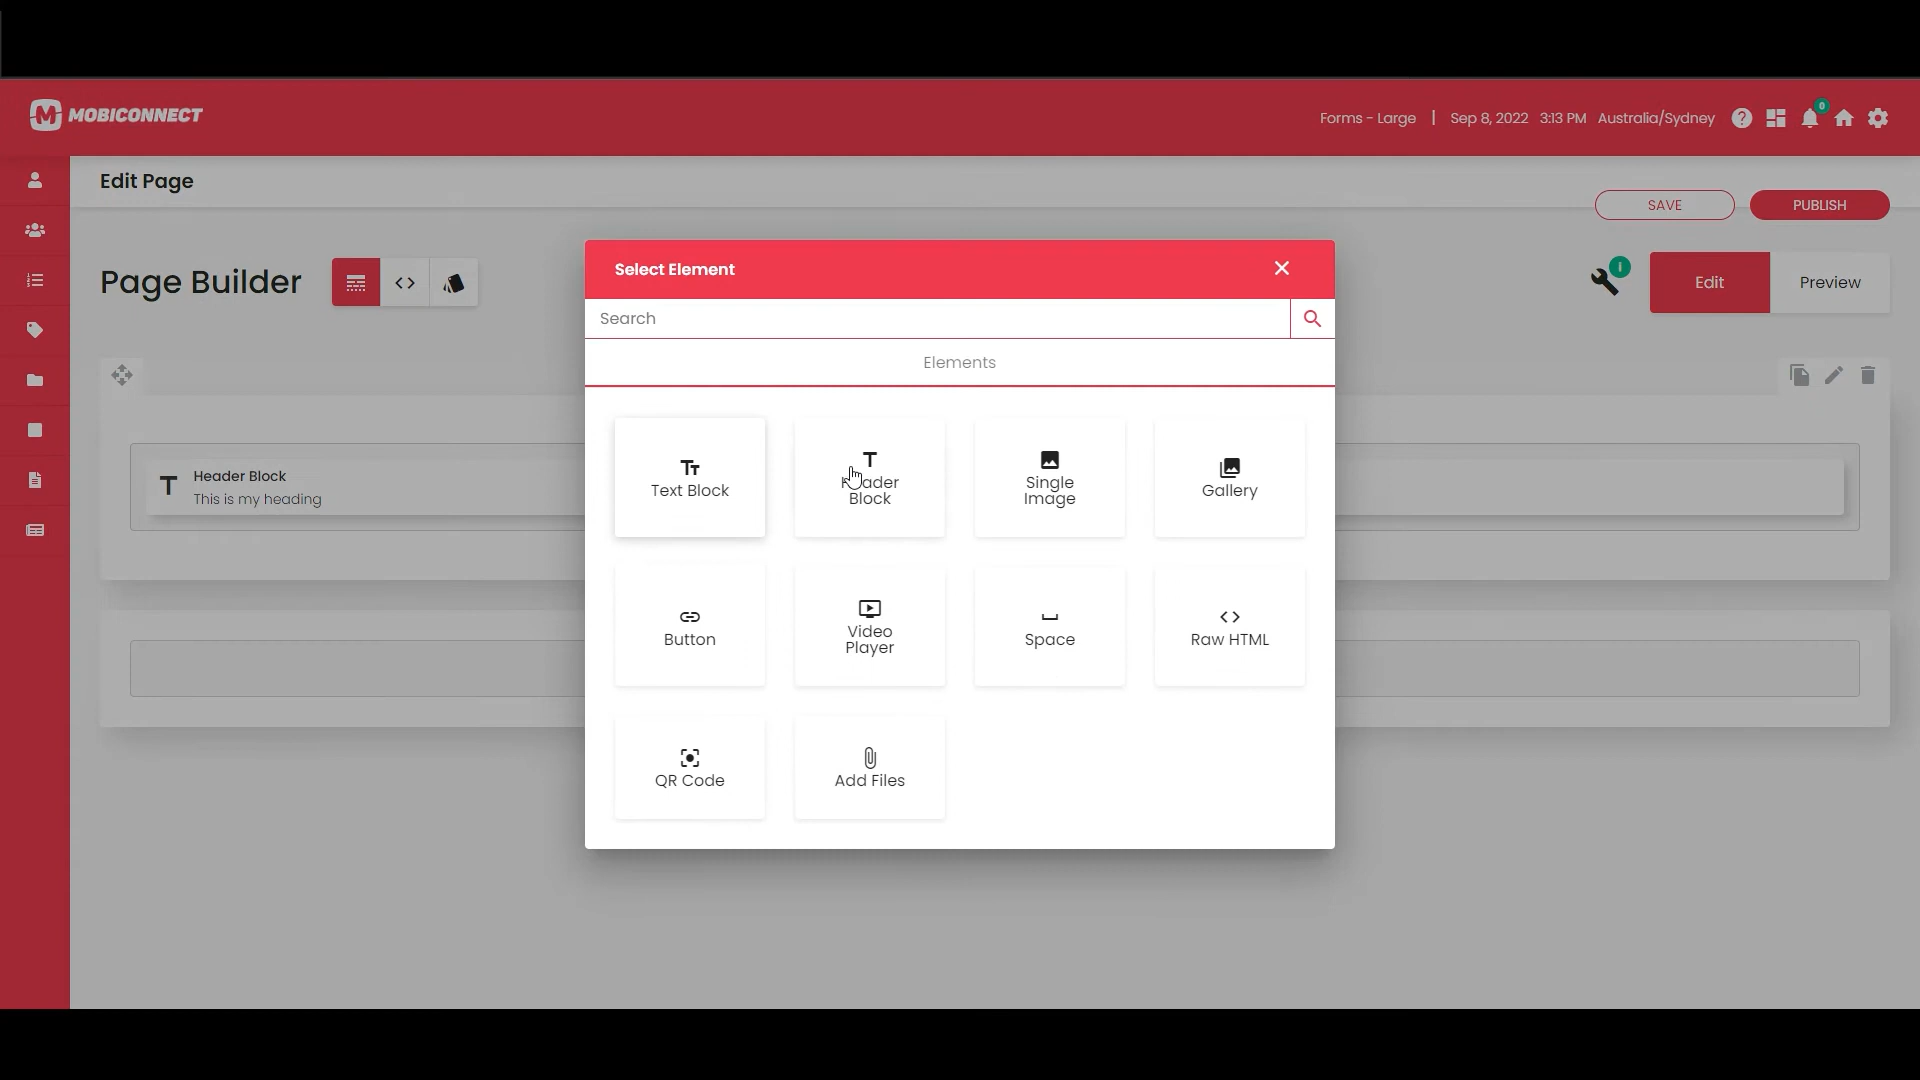 MOBICONNECT
Forms - Large | Sep 8, 2022 3:13 PM Australia/Sydney
0
Edit Page
SAVE
PUBLISH
Page Builder
Edit
Preview
Select Element
Search
Elements
Text Block
Block
Single
Image
Gallery
Button
Video
Player
Space
Raw HTML
QR Code
Add Files
Header Block
This is my heading